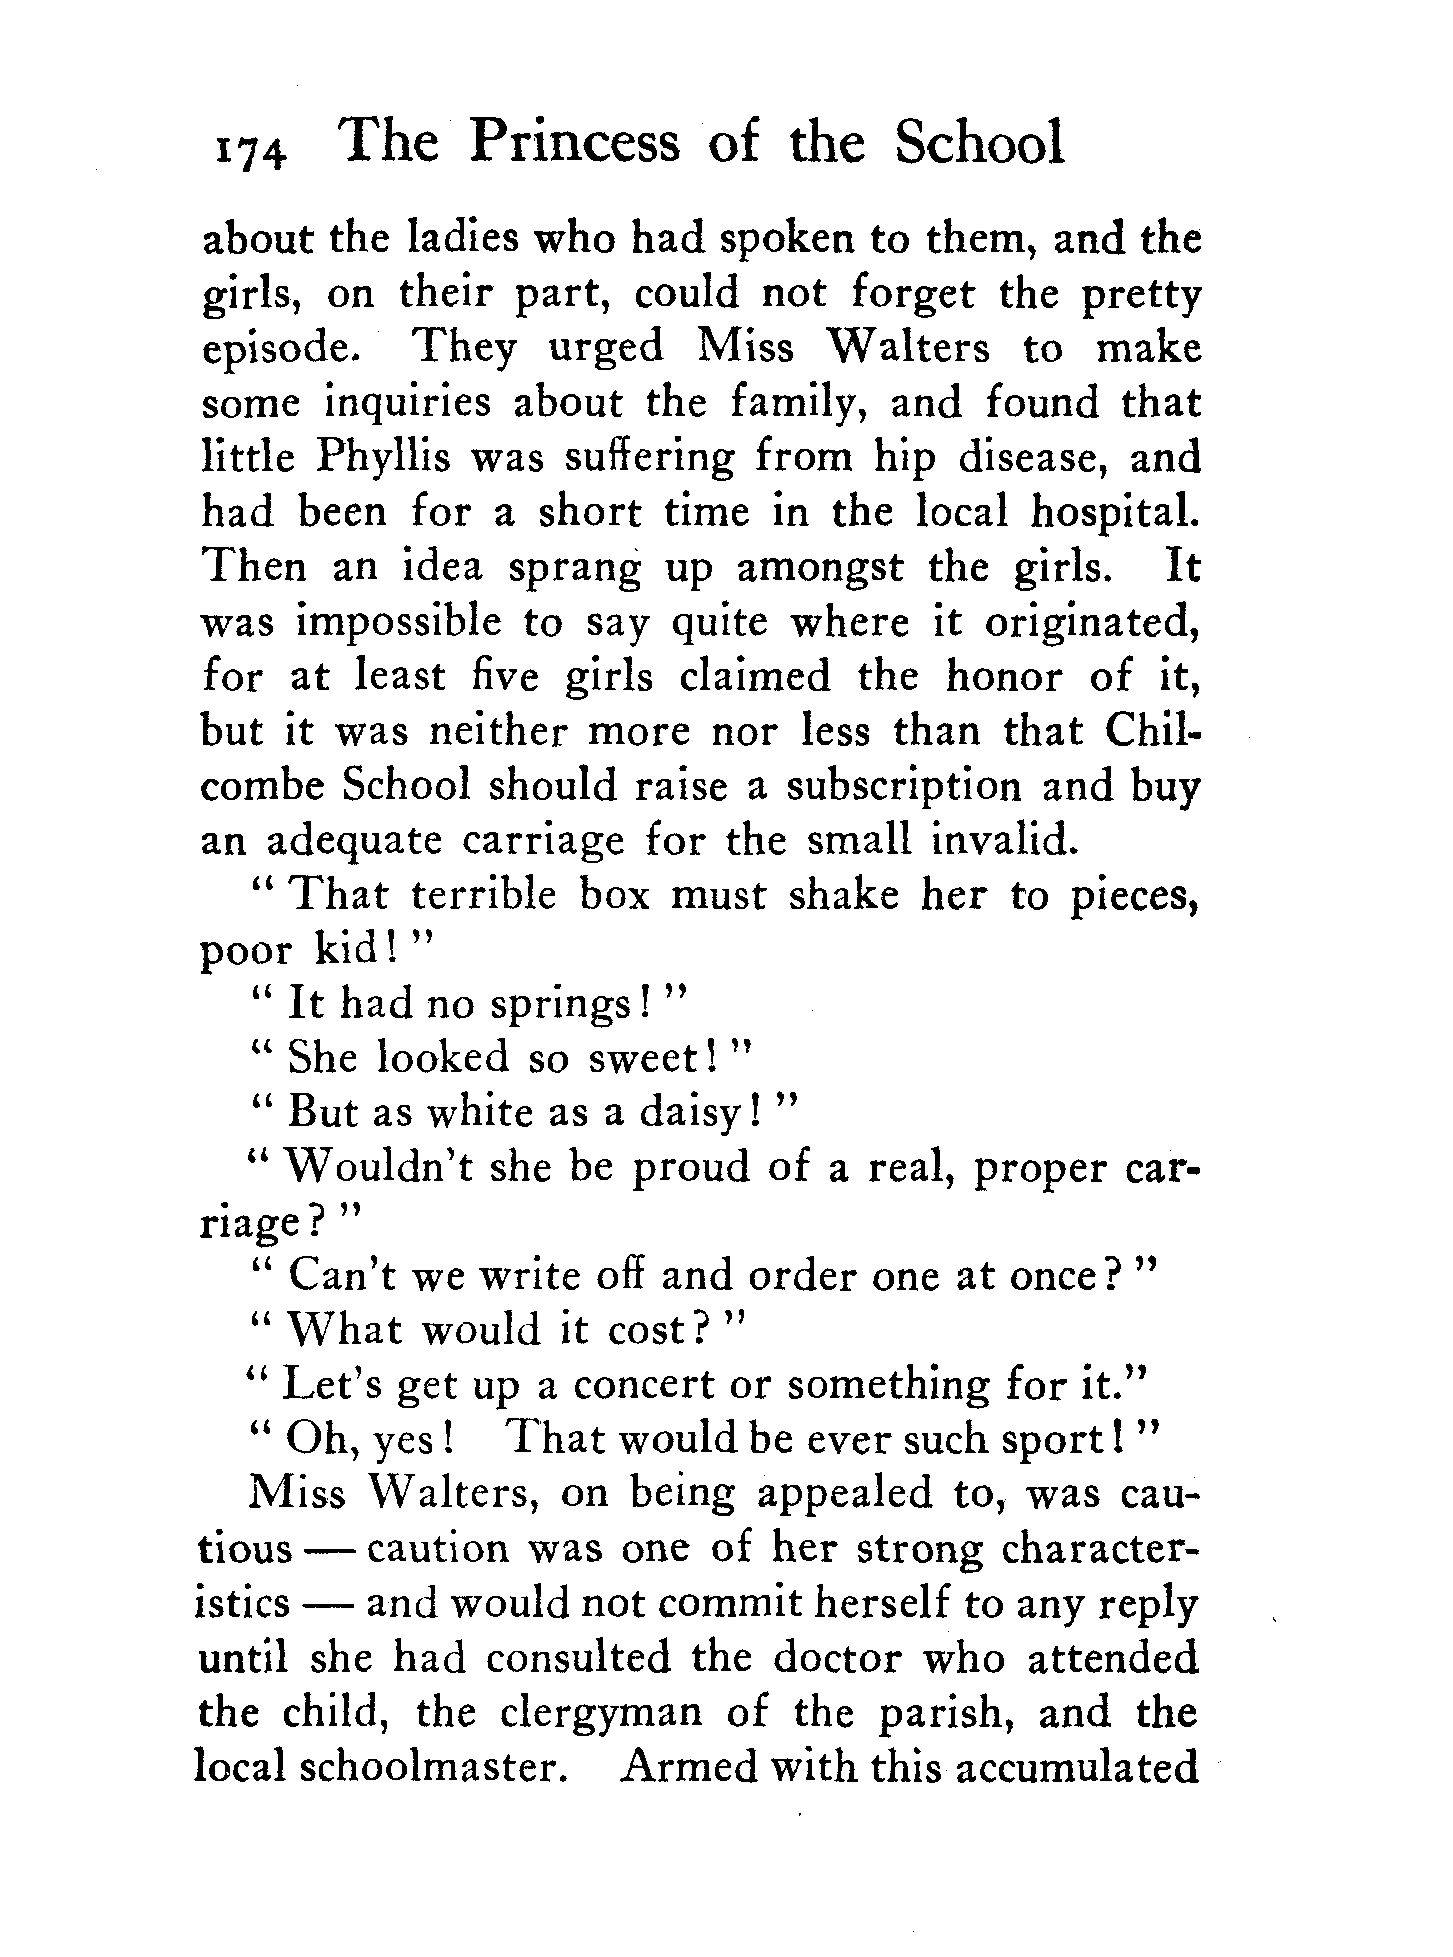 174 The Princess of the School
about the ladies who had spoken to them, and the
girls, on their part, could not forget the pretty
episode. They urged Miss Walters to make
some inquiries about the family, and found that
little Phyllis was suffering from hip disease, and
had been for a short time in the local hospital.
Then an idea sprang up amongst the girls. It
was impossible to say quite where it originated,
for at least five girls claimed the honor of it,
but it was neither more nor less than that Chil-
combe School should raise a subscription and buy
an adequate carriage for the small invalid.
“ That terrible box must shake her to pieces,
poor kid! ”
“ It had no springs! ”
“ She looked so sweet! ”
“ But as white as a daisy! ”
“ Wouldn't she be proud of a real, proper car-
riage? ”
“ Can't we write off and order one at once? ”
“ What would it cost? ”
“ Let's get up a concert or something for it.”
“ Oh, yes! That would be ever such sport! ”
Miss Walters, on being appealed to, was cau-
tious — caution was one of her strong character-
istics — and would not commit herself to any reply
until she had consulted the doctor who attended
the child, the clergyman of the parish, and the
local schoolmaster. Armed with this accumulated